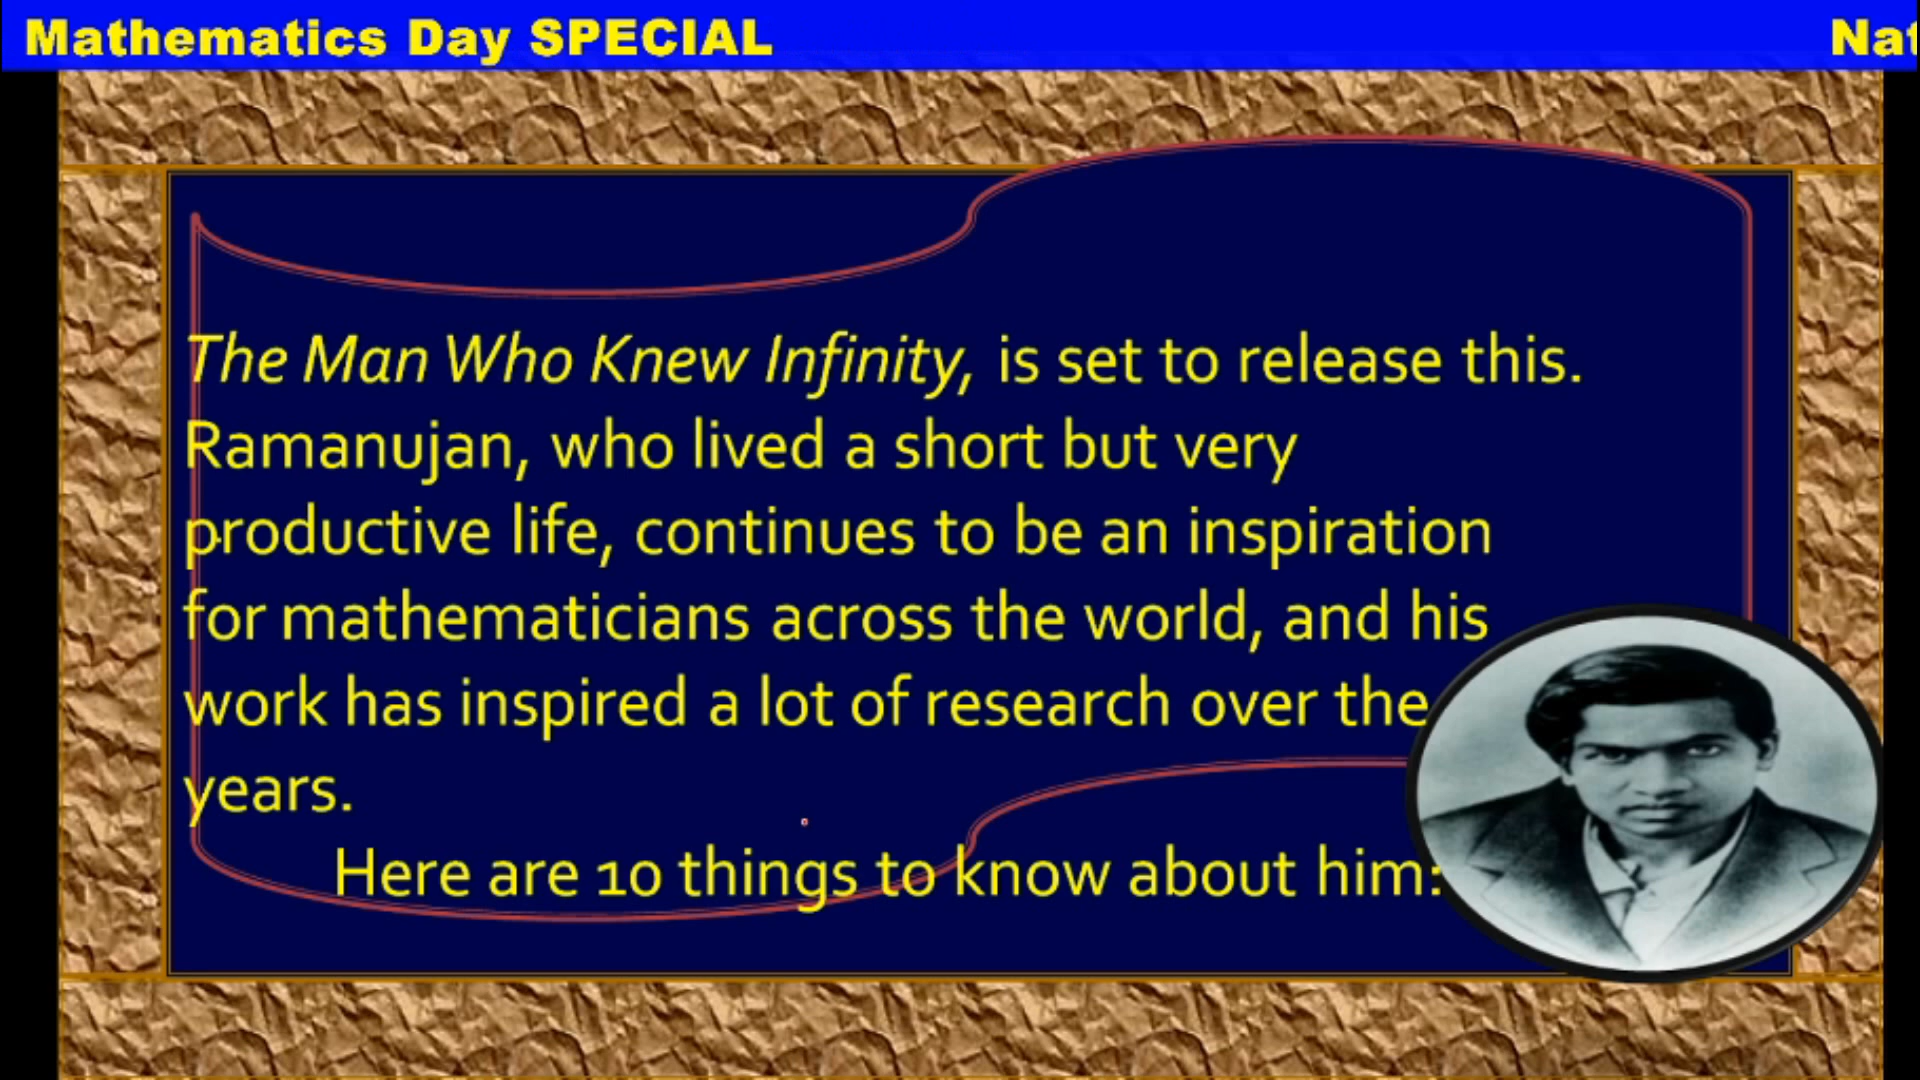 Mathematics Day SPECIAL
Nat
The Man Who Knew Infinity, is set to release this.
Ramanujan, who lived a short but very
productive life, continues to be an inspiration
for mathematicians across the world, and his
work has inspired a lot of research over the
years.
Here are 10 things to know about him: